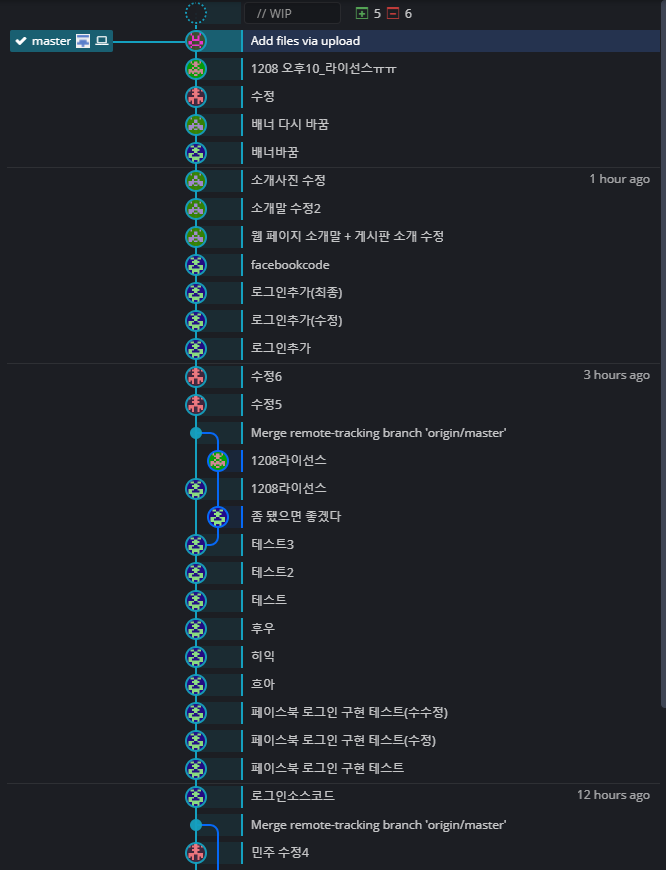 // WIP 5 6
master Add files via upload
1208 오후10_라이선스ㅠㅠ
수정
배너 다시 바꿈
배너바꿈
소개사진 수정 1 hour ago
소개말 수정2
웹 페이지 소개말 + 게시판 소개 수정
facebookcode
로그인추가(최종)
로그인추가(수정)
로그인추가
수정6 3 hours ago
수정5
Merge remote-tracking branch 'origin/master'
1208라이선스
1208라이선스
좀 됐으면 좋겠다
테스트3
테스트2
테스트
후우
히익
흐아
페이스북 로그인 구현 테스트(수수정)
페이스북 로그인 구현 테스트(수정)
페이스북 로그인 구현 테스트
로그인소스코드 12 hours ago
Merge remote-tracking branch 'origin/master'
민주 수정4